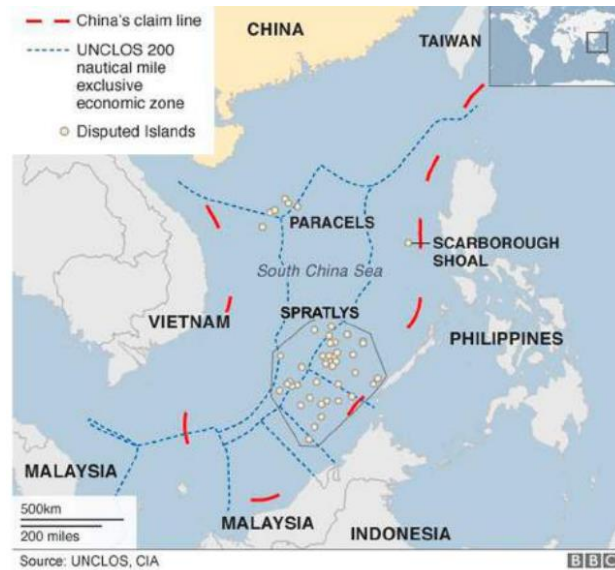 China's claim line
UNCLOS 200
nautical mile
exclusive
economic zone
Disputed Islands
CHINA
TAIWAN
PARACELS
SCARBOROUGH
SHOAL
South China Sea
SPRATLYS
VIETNAM
PHILIPPINES
MALAYSIA
MALAYSIA
INDONESIA
500km
200 miles
Source: UNCLOS, CIA
BBC